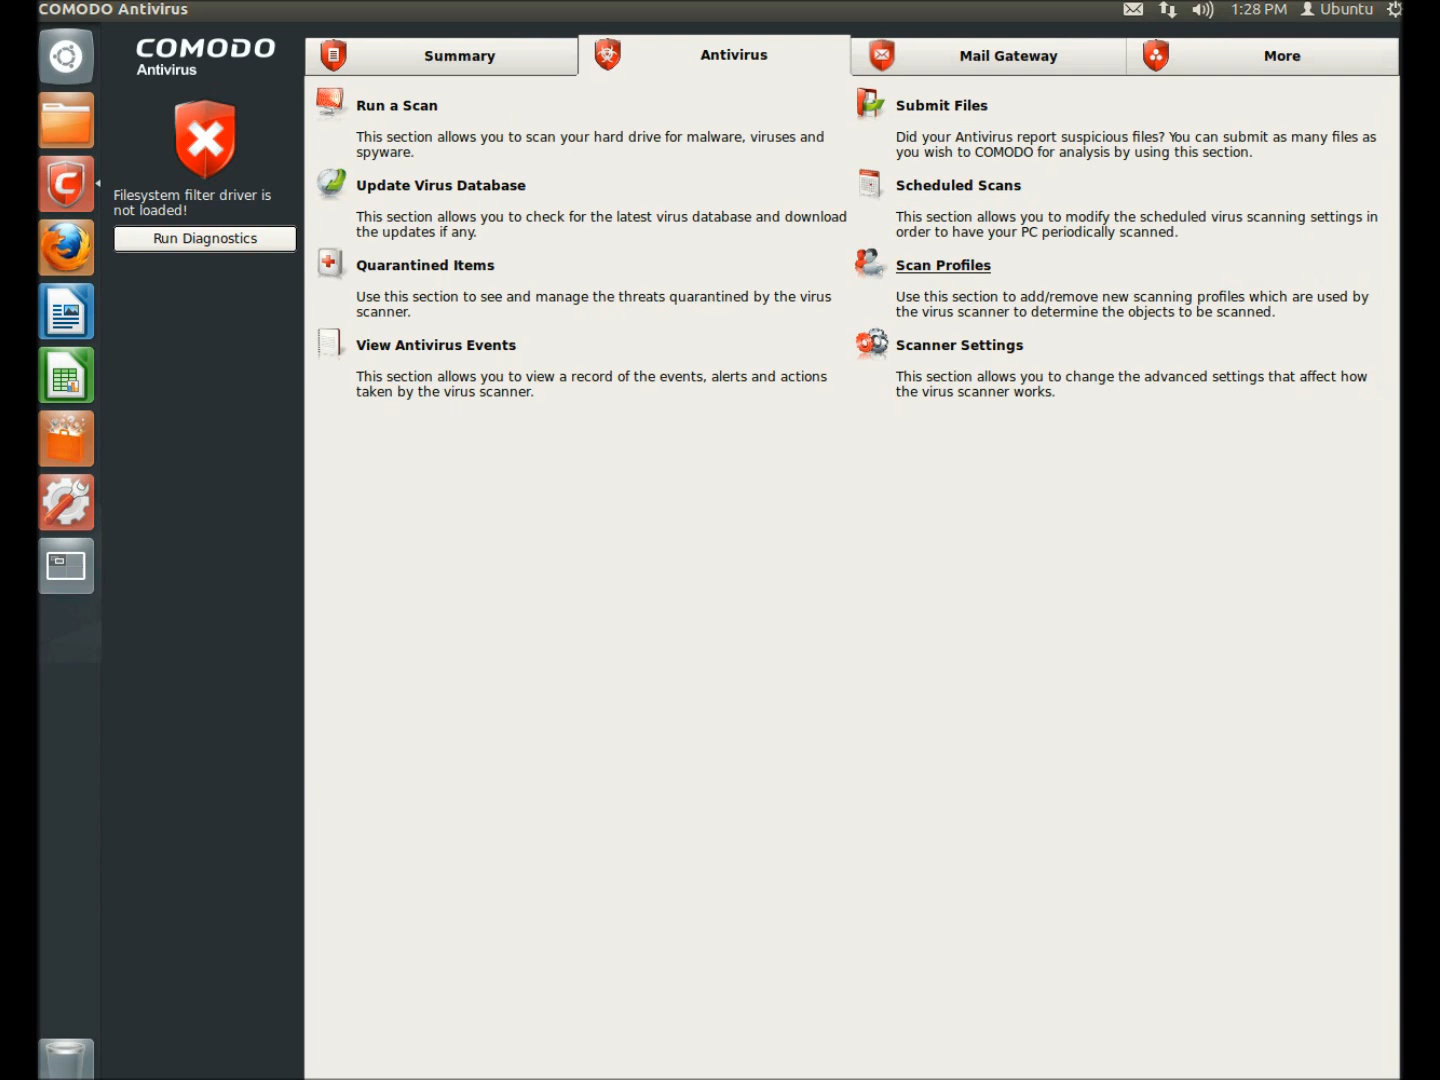 COMODO Antivirus
1:28 PM
Ubuntu
COMODO
Antivirus
Filesystem filter driver is
not loaded!
Run Diagnostics
Summary
Antivirus
Mail Gateway
More
Run a Scan
This section allows you to scan your hard drive for malware, viruses and
spyware.
Update Virus Database
This section allows you to check for the latest virus database and download
the updates if any.
Quarantined Items
Use this section to see and manage the threats quarantined by the virus
scanner.
View Antivirus Events
This section allows you to view a record of the events, alerts and actions
taken by the virus scanner.
Submit Files
Did your Antivirus report suspicious files? You can submit as many files as
you wish to COMODO for analysis by using this section.
Scheduled Scans
This section allows you to modify the scheduled virus scanning settings in
order to have your PC periodically scanned.
Scan Profiles
Use this section to add/remove new scanning profiles which are used by
the virus scanner to determine the objects to be scanned.
Scanner Settings
This section allows you to change the advanced settings that affect how
the virus scanner works.